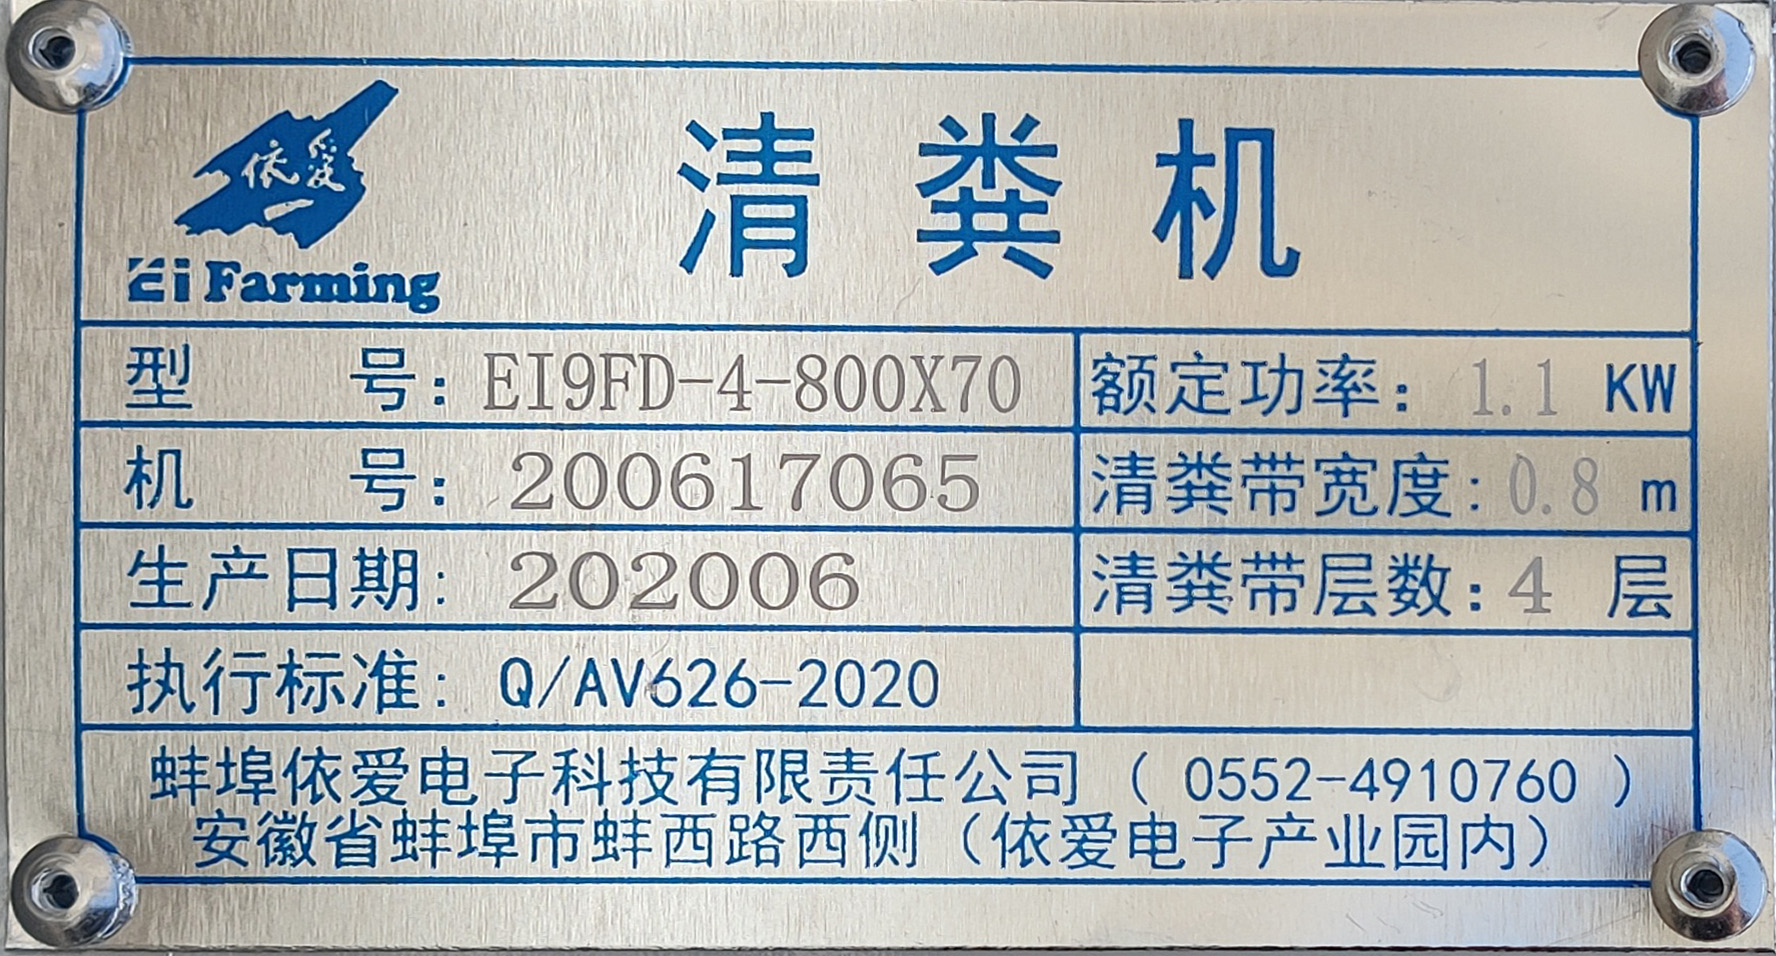 依爱
Ei Farming
清粪机
型号：EI9FD-4-800X70
额定功率：1.1 KW
机号：200617065
清粪带宽度：0.8 m
生产日期：202006
清粪带层数：4 层
执行标准：Q/AV626-2020
蚌埠依爱电子科技有限责任公司（0552-4910760）
安徽省蚌埠市蚌西路西侧（依爱电子产业园内）